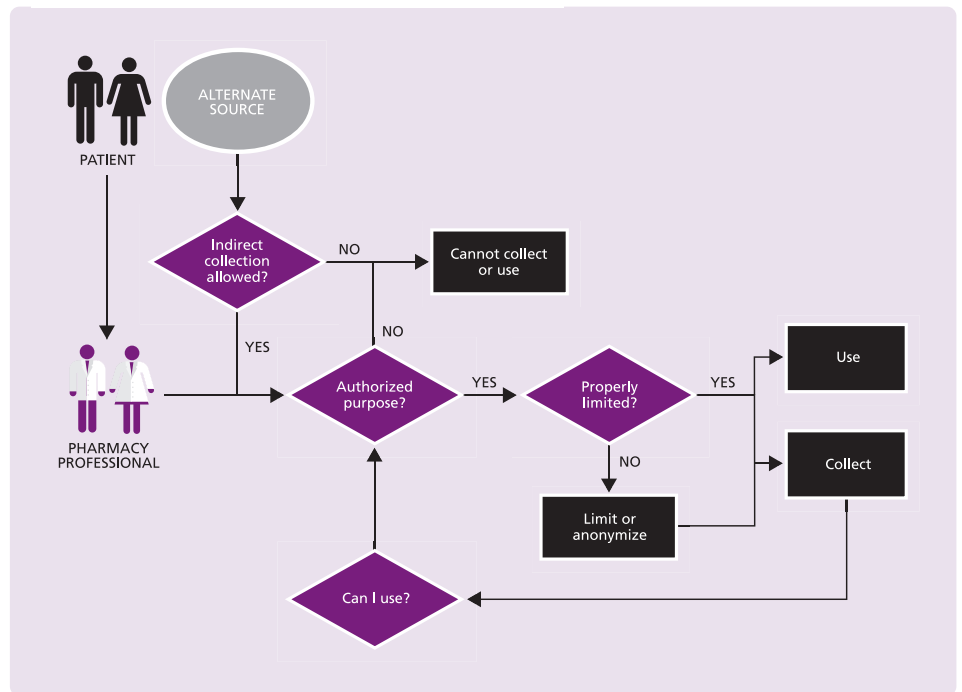 ALTERNATE
SOURCE
PATIENT
Indirect
collection
allowed?
NO
Cannot collect
or use
YES
NO
PHARMACY
PROFESSIONAL
Authorized
purpose?
YES
Properly
limited?
YES
Use
NO
Collect
Limit or
anonymize
Can I use?